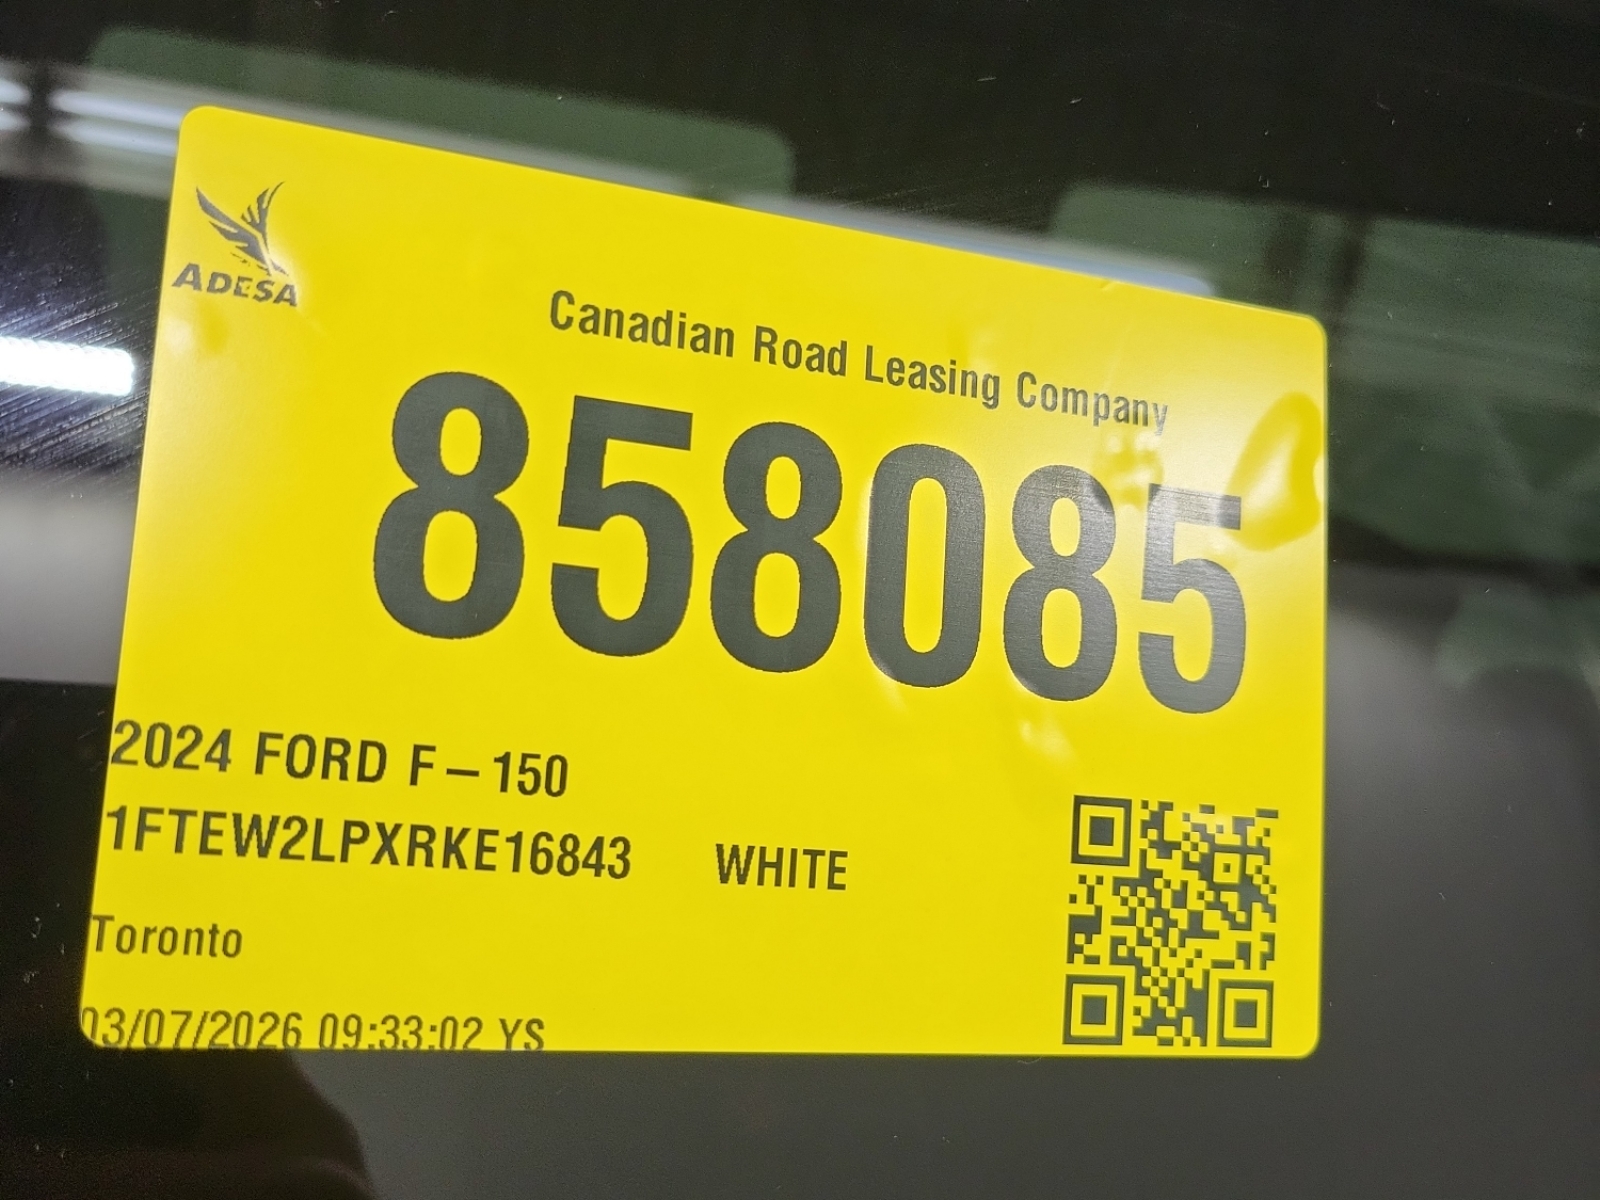 ADESA
Canadian Road Leasing Company
858085
2024 FORD F-150
1FTEW2LPXRKE16843 WHITE
Toronto
03/07/2026 09:33:02 YS